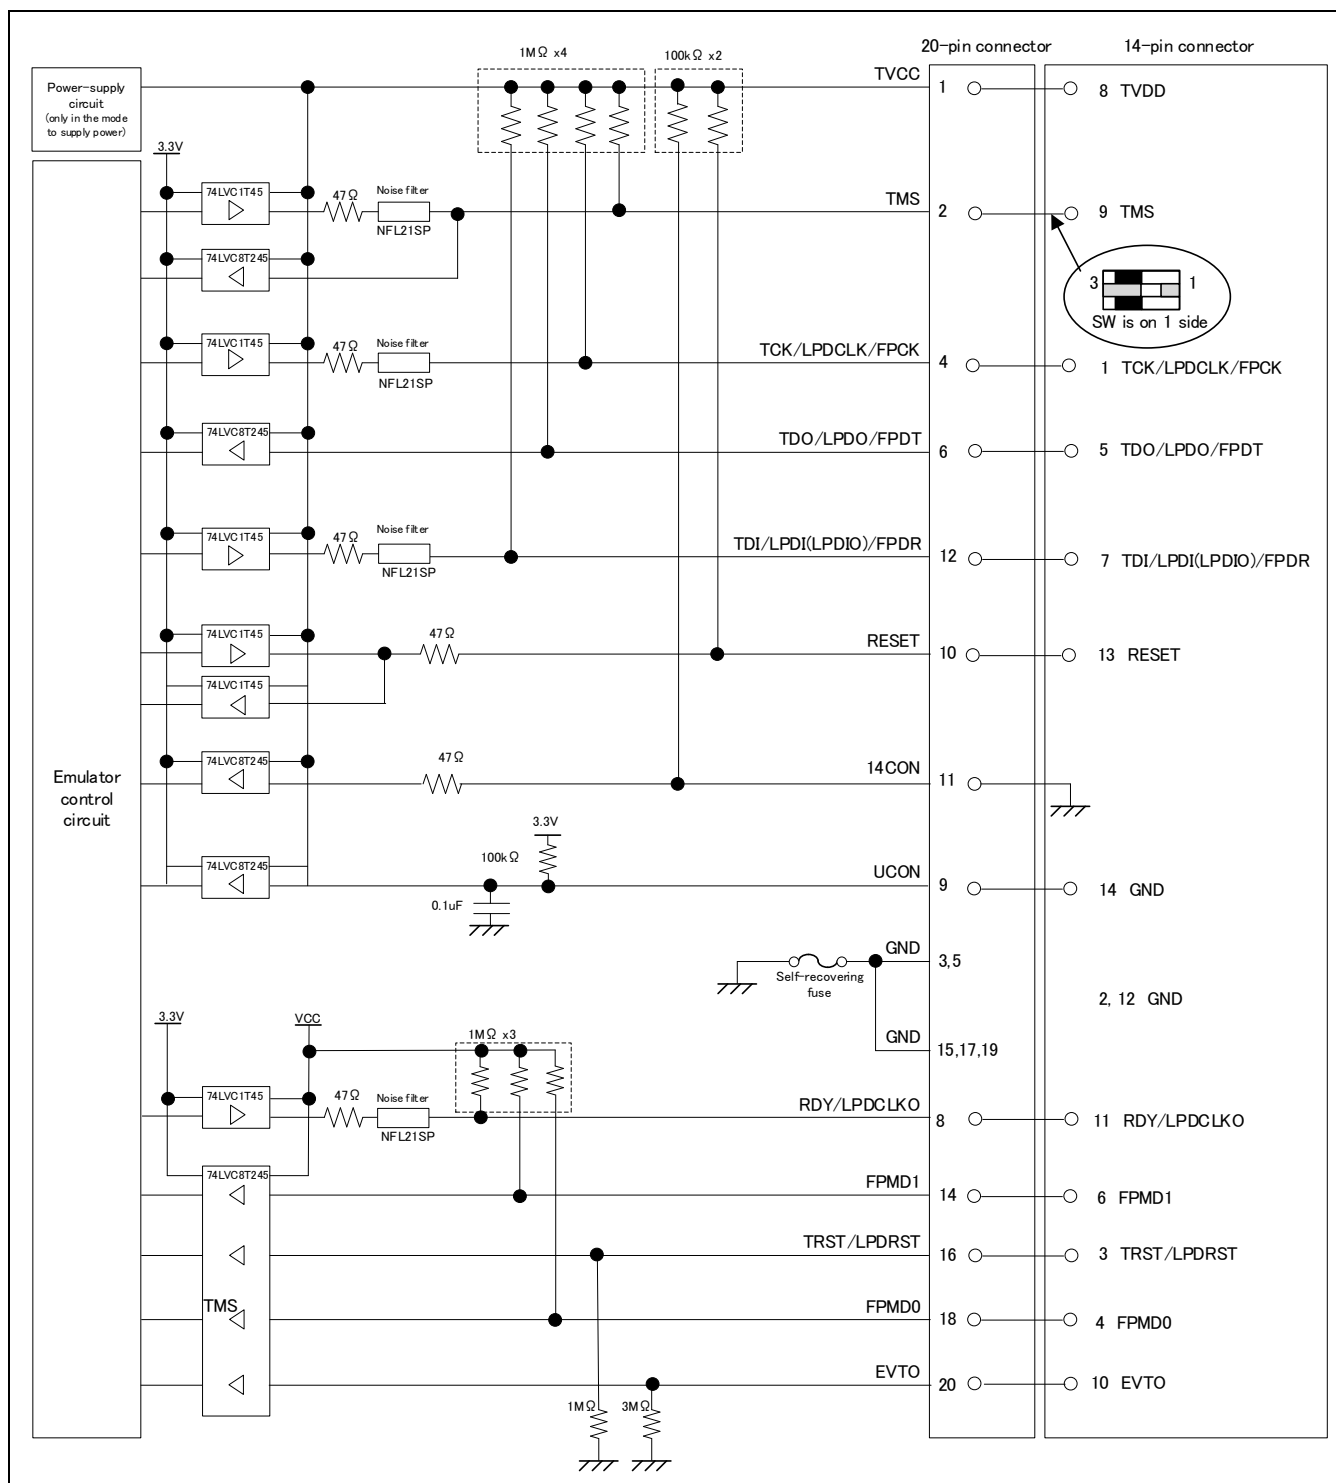 20-pin connector
14-pin connector
1MΩ x4
100kΩ x2
Power-supply
circuit
(only in the mode
to supply power)
TVCC
1
8 TVDD
3.3V
74LVC1T45
47Ω
Noise filter
NFL21SP
TMS
2
9 TMS
74LVC8T245
3
1
SW is on 1 side
74LVC1T45
47Ω
Noise filter
NFL21SP
TCK/LPDCLK/FPCK
4
1 TCK/LPDCLK/FPCK
74LVC8T245
TDO/LPDO/FPDT
6
5 TDO/LPDO/FPDT
74LVC1T45
47Ω
Noise filter
NFL21SP
TDI/LPDI(LPDIO)/FPDR
12
7 TDI/LPDI(LPDIO)/FPDR
74LVC1T45
47Ω
RESET
10
13 RESET
74LVC1T45
Emulator
control
circuit
74LVC8T245
47Ω
14CON
11
3.3V
100kΩ
74LVC8T245
UCON
9
14 GND
0.1uF
GND
3,5
Self-recovering
fuse
2, 12 GND
GND
15,17,19
3.3V
VCC
1MΩ x3
74LVC1T45
47Ω
Noise filter
NFL21SP
RDY/LPDCLKO
8
11 RDY/LPDCLKO
74LVC8T245
FPMD1
14
6 FPMD1
TRST/LPDRST
16
3 TRST/LPDRST
TMS
FPMD0
18
4 FPMD0
EVTO
20
10 EVTO
1MΩ
3MΩ